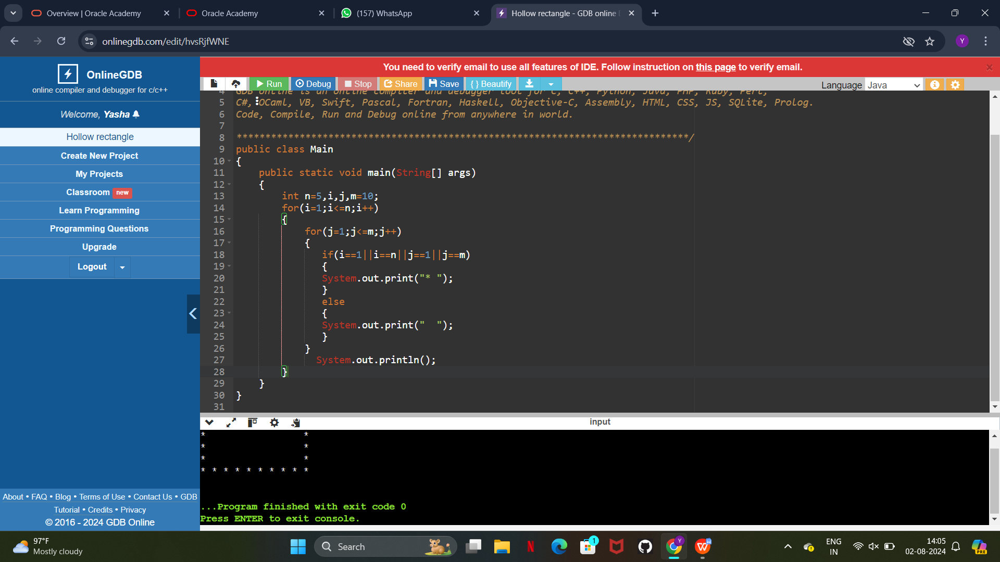 Overview | Oracle Academy
Oracle Academy
(157) WhatsApp
Hollow rectangle - GDB online
onlinegdb.com/edit/hvsRjfWNE
Y
OnlineGDB
online compiler and debugger for c/c++
Welcome, Yasha
Hollow rectangle
Create New Project
My Projects
Classroom new
Learn Programming
Programming Questions
Upgrade
Logout
About • FAQ • Blog • Terms of Use • Contact Us • GDB
Tutorial • Credits • Privacy
© 2016 - 2024 GDB Online
You need to verify email to use all features of IDE. Follow instruction on this page to verify email.
Run Debug Stop Share Save { } Beautify
Language Java
4 GDB Online is an online compiler and debugger tool for C, C++, Python, Java, PHP, Ruby, Perl,
5 C#, OCaml, VB, Swift, Pascal, Fortran, Haskell, Objective-C, Assembly, HTML, CSS, JS, SQLite, Prolog.
6 Code, Compile, Run and Debug online from anywhere in world.
7
8 *******************************************************************************/
9 public class Main
10 {
11 public static void main(String[] args)
12 {
13 int n=5,i,j,m=10;
14 for(i=1;i<=n;i++)
15 {
16 for(j=1;j<=m;j++)
17 {
18 if(i==1||i==n||j==1||j==m)
19 {
20 System.out.print("* ");
21 }
22 else
23 {
24 System.out.print("  ");
25 }
26 }
27 System.out.println();
28 }
29 }
30 }
31
input
*                 *
*                 *
*                 *
* * * * * * * * * *
...Program finished with exit code 0
Press ENTER to exit console.
97°F
Mostly cloudy
Search
1
Y
ENG
IN
14:05
02-08-2024
PRE